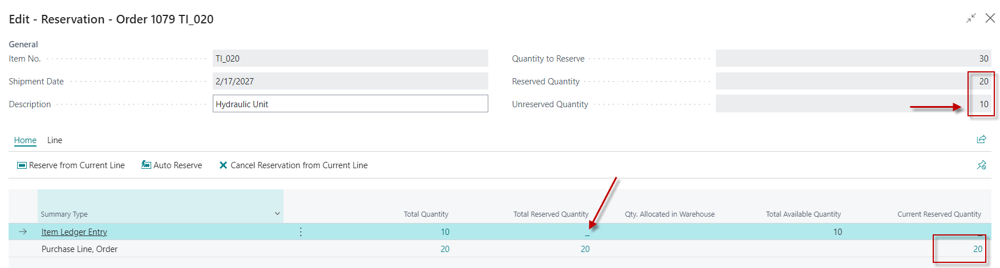 Edit - Reservation - Order 1079 TI_020
General
Item No. TI_020 Quantity to Reserve 30
Shipment Date 2/17/2027 Reserved Quantity 20
Description Hydraulic Unit Unreserved Quantity 10
Home Line
Reserve from Current Line Auto Reserve Cancel Reservation from Current Line
Summary Type Total Quantity Total Reserved Quantity Qty. Allocated in Warehouse Total Available Quantity Current Reserved Quantity
Item Ledger Entry 10 _ 10 _
Purchase Line, Order 20 20 20